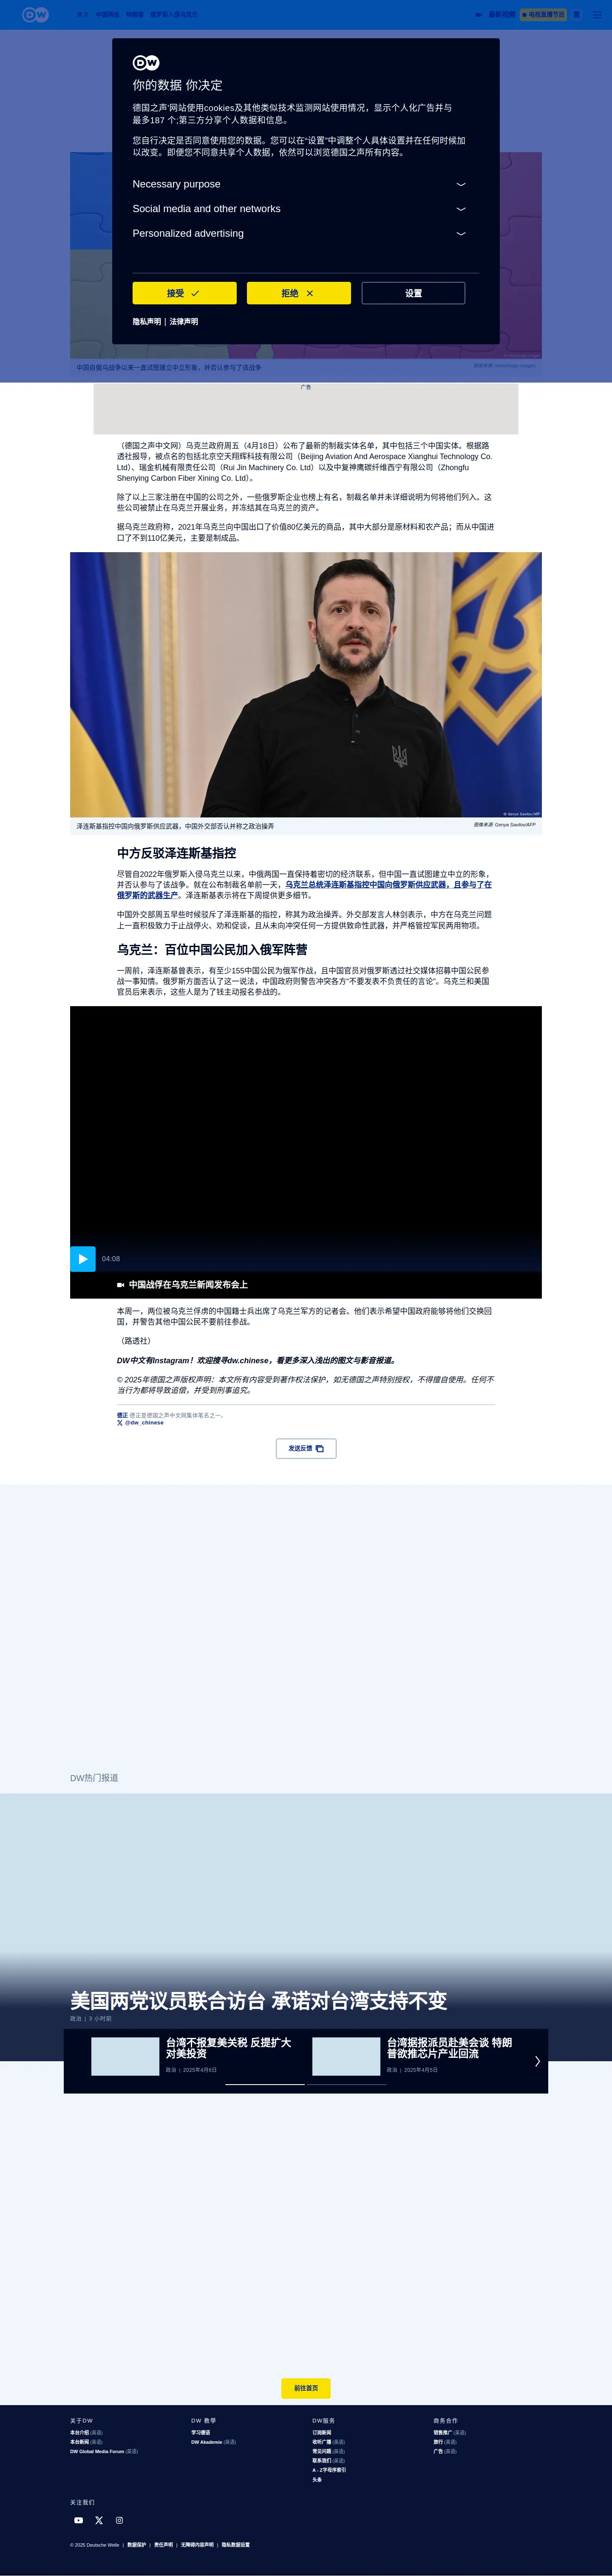 DW
中国两会
特朗普
俄罗斯入侵乌克兰
最新视频
电视直播节目
DW
你的数据 你决定
德国之声 网站使用cookies及其他类似技术监测网站使用情况，显示个人化广告并与
最多187 个;第三方分享个人数据和信息。
您自行决定是否同意使用您的数据。您可以在“设置”中调整个人具体设置并在任何时候加
以改变。即便您不同意共享个人数据，依然可以浏览德国之声所有内容。
Necessary purpose
Social media and other networks
Personalized advertising
接受
拒绝
设置
隐私声明 | 法律声明
中国自俄乌战争以来一直试图建立中立形象，并否认参与了该战争
广告
（德国之声中文网）乌克兰政府周五（4月18日）公布了最新的制裁实体名单，其中包括三个中国实体。根据路
透社报导，被点名的包括北京空天翔辉科技有限公司（Beijing Aviation And Aerospace Xianghui Technology Co.
Ltd）、瑞金机械有限责任公司（Rui Jin Machinery Co. Ltd）以及中复神鹰碳纤维西宁有限公司（Zhongfu
Shenying Carbon Fiber Xining Co. Ltd）。
除了以上三家注册在中国的公司之外，一些俄罗斯企业也榜上有名，制裁名单并未详细说明为何将他们列入。这
些公司被禁止在乌克兰开展业务，并冻结其在乌克兰的资产。
据乌克兰政府称，2021年乌克兰向中国出口了价值80亿美元的商品，其中大部分是原材料和农产品；而从中国进
口了不到110亿美元，主要是制成品。
© Genya Savilov/AFP
泽连斯基指控中国向俄罗斯供应武器，中国外交部否认并称之政治操弄
图像来源: Genya Savilov/AFP
中方反驳泽连斯基指控
尽管自2022年俄罗斯入侵乌克兰以来，中俄两国一直保持着密切的经济联系，但中国一直试图建立中立的形象，
并否认参与了该战争。就在公布制裁名单前一天，乌克兰总统泽连斯基指控中国向俄罗斯供应武器，且参与了在
俄罗斯的武器生产。泽连斯基表示将在下周提供更多细节。
中国外交部周五早些时候驳斥了泽连斯基的指控，称其为政治操弄。外交部发言人林剑表示，中方在乌克兰问题
上一直积极致力于止战停火、劝和促谈，且从未向冲突任何一方提供致命性武器，并严格管控军民两用物项。
乌克兰：百位中国公民加入俄军阵营
一周前，泽连斯基曾表示，有至少155中国公民为俄军作战，且中国官员对俄罗斯透过社交媒体招募中国公民参
战一事知情。俄罗斯方面否认了这一说法，中国政府则警告冲突各方“不要发表不负责任的言论”。乌克兰和美国
官员后来表示，这些人是为了钱主动报名参战的。
04:08
中国战俘在乌克兰新闻发布会上
本周一，两位被乌克兰俘虏的中国籍士兵出席了乌克兰军方的记者会。他们表示希望中国政府能够将他们交换回
国，并警告其他中国公民不要前往参战。
（路透社）
DW中文有Instagram！欢迎搜寻dw.chinese，看更多深入浅出的图文与影音报道。
© 2025年德国之声版权声明：本文所有内容受到著作权法保护，如无德国之声特别授权，不得擅自使用。任何不
当行为都将导致追偿，并受到刑事追究。
德正 德正是德国之声中文网集体笔名之一。
@dw_chinese
发送反馈
DW热门报道
美国两党议员联合访台 承诺对台湾支持不变
政治 | 3 小时前
台湾不报复美关税 反提扩大
对美投资
政治 | 2025年4月6日
台湾据报派员赴美会谈 特朗
普欲推芯片产业回流
政治 | 2025年4月5日
前往首页
关于DW
本台介绍 (英语)
本台新闻 (英语)
DW Global Media Forum (英语)
DW 教學
学习德语
DW Akademie (英语)
DW服务
订阅新闻
收听广播 (英语)
常见问题 (英语)
联系我们 (英语)
A - Z字母序索引
头条
商务合作
销售推广 (英语)
旅行 (英语)
广告 (英语)
关注我们
© 2025 Deutsche Welle | 数据保护 | 责任声明 | 无障碍内容声明 | 隐私数据设置